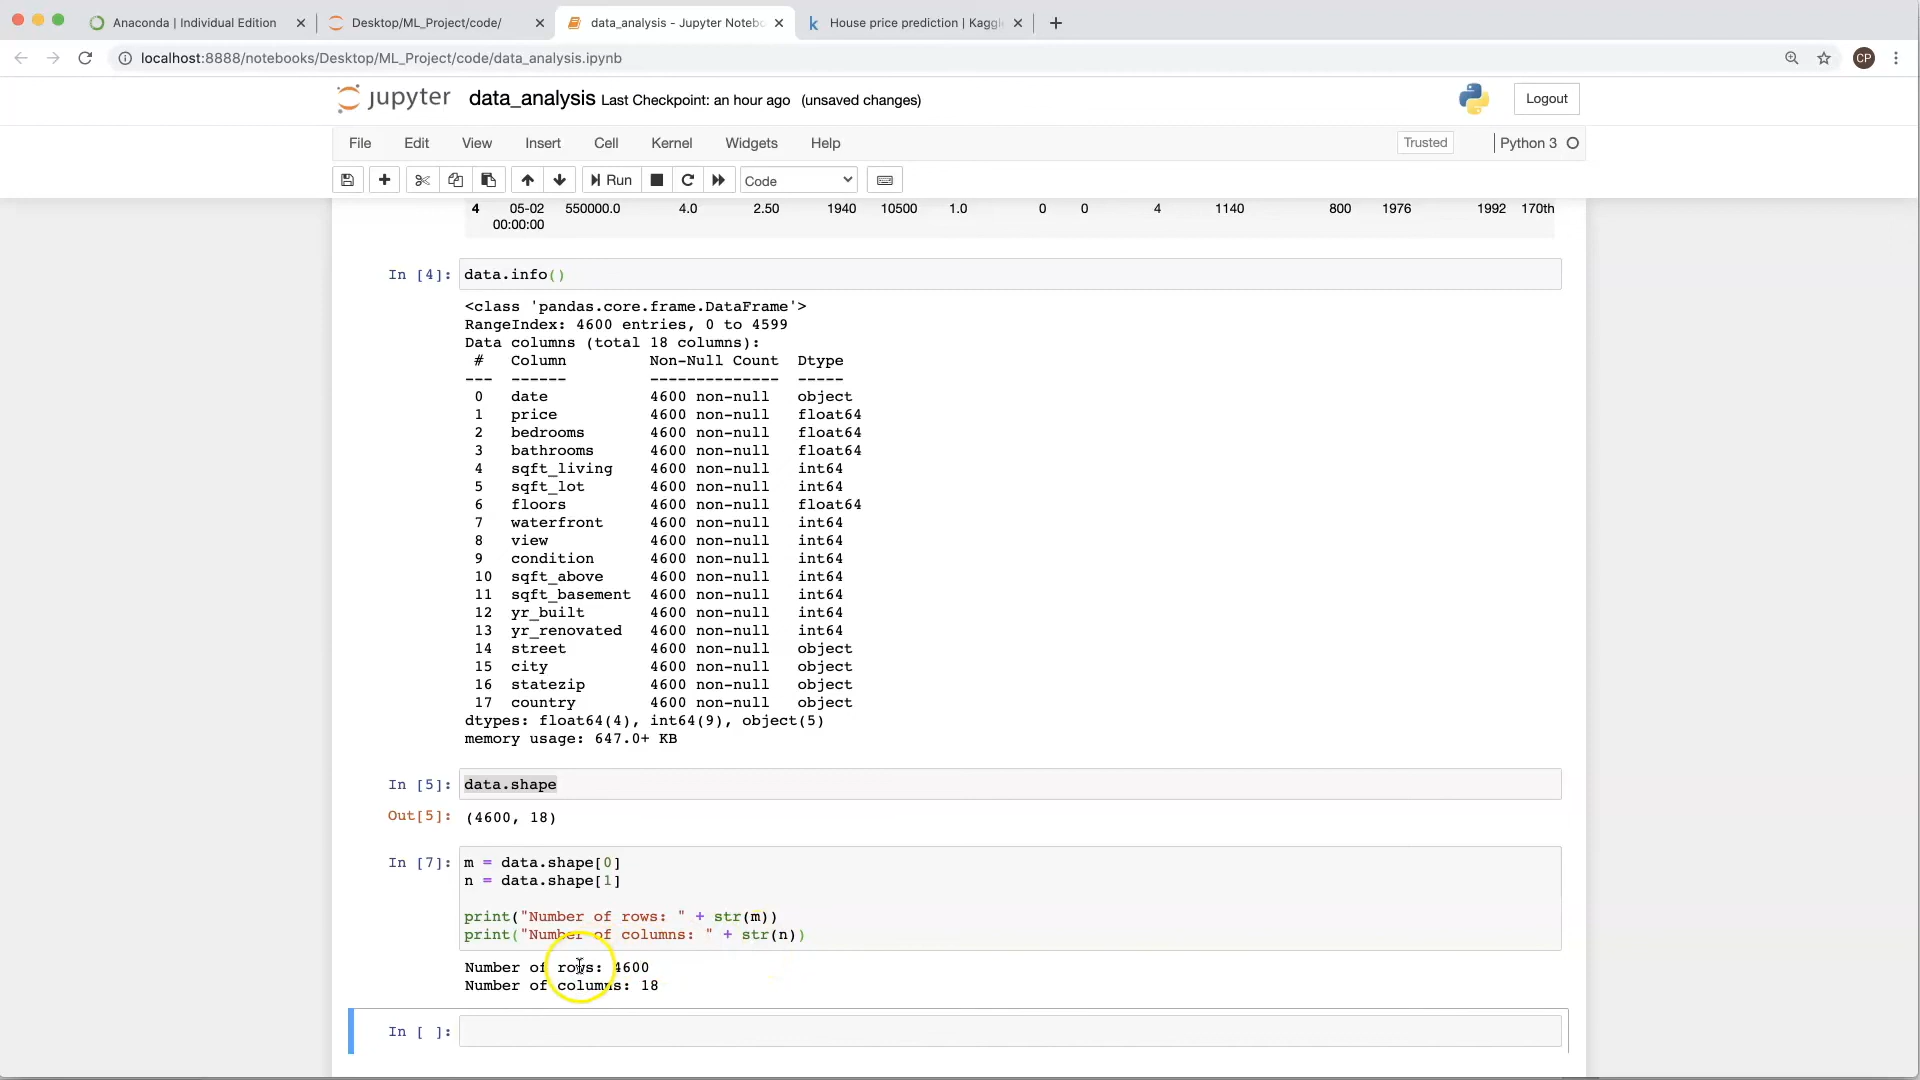 Anaconda | Individual Edition
Desktop/ML_Project/code/
data_analysis - Jupyter Notebo
House price prediction | Kaggl
localhost:8888/notebooks/Desktop/ML_Project/code/data_analysis.ipynb
CP
jupyter data_analysis Last Checkpoint: an hour ago (unsaved changes)
Logout
File Edit View Insert Cell Kernel Widgets Help
Trusted
Python 3
Run
Code
4 05-02 550000.0 4.0 2.50 1940 10500 1.0 0 0 4 1140 800 1976 1992 170th
00:00:00
In [4]: data.info()
<class 'pandas.core.frame.DataFrame'>
RangeIndex: 4600 entries, 0 to 4599
Data columns (total 18 columns):
# Column Non-Null Count Dtype
--- ------ -------------- -----
0 date 4600 non-null object
1 price 4600 non-null float64
2 bedrooms 4600 non-null float64
3 bathrooms 4600 non-null float64
4 sqft_living 4600 non-null int64
5 sqft_lot 4600 non-null int64
6 floors 4600 non-null float64
7 waterfront 4600 non-null int64
8 view 4600 non-null int64
9 condition 4600 non-null int64
10 sqft_above 4600 non-null int64
11 sqft_basement 4600 non-null int64
12 yr_built 4600 non-null int64
13 yr_renovated 4600 non-null int64
14 street 4600 non-null object
15 city 4600 non-null object
16 statezip 4600 non-null object
17 country 4600 non-null object
dtypes: float64(4), int64(9), object(5)
memory usage: 647.0+ KB
In [5]: data.shape
Out[5]: (4600, 18)
In [7]: m = data.shape[0]
n = data.shape[1]
print("Number of rows: " + str(m))
print("Number of columns: " + str(n))
Number of rows: 4600
Number of columns: 18
In [ ]: